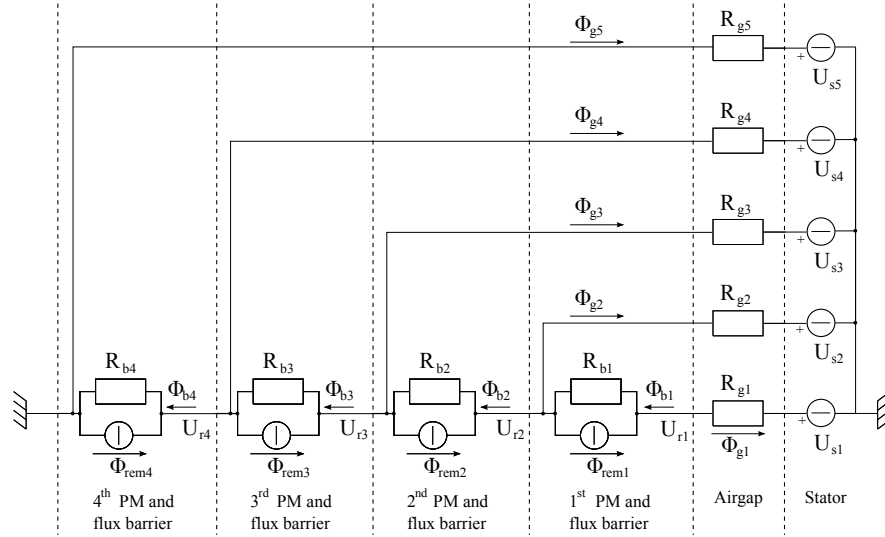 Φg5 Rg5
+ Us5
Φg4 Rg4
+ Us4
Φg3 Rg3
+ Us3
Φg2 Rg2
+ Us2
Rb4 Φb4 Rb3 Φb3 Rb2 Φb2 Rb1 Φb1 Rg1
Ur4 Ur3 Ur2 Ur1 Φg1 + Us1
Φrem4 Φrem3 Φrem2 Φrem1
4th PM and flux barrier
3rd PM and flux barrier
2nd PM and flux barrier
1st PM and flux barrier
Airgap
Stator